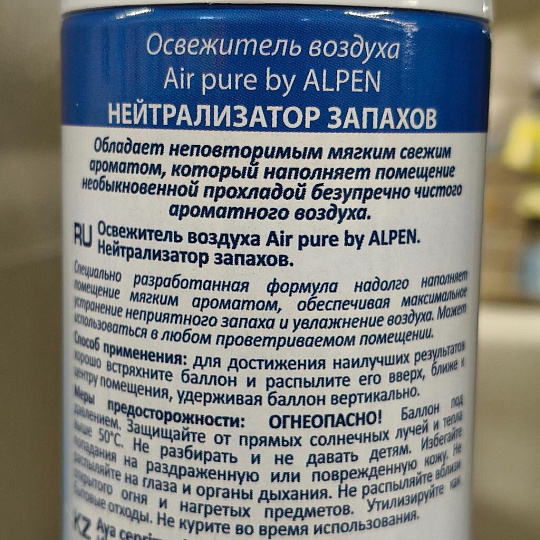 Освежитель воздуха
Air pure by ALPEN
НЕЙТРАЛИЗАТОР ЗАПАХОВ
Обладает неповторимым мягким свежим
ароматом, который наполняет помещение
необыкновенной прохладой безупречно чистого
ароматного воздуха.
RU Освежитель воздуха Air pure by ALPEN.
Нейтрализатор запахов.
Специально разработанная формула надолго наполняет
помещение мягким ароматом, обеспечивая максимальное
устранение неприятного запаха и увлажнение воздуха. Может
использоваться в любом проветриваемом помещении.
Способ применения: для достижения наилучших результатов
хорошо встряхните баллон и распылите его вверх, ближе к
центру помещения, удерживая баллон вертикально.
Меры предосторожности: ОГНЕОПАСНО! Баллон под
давлением. Защищайте от прямых солнечных лучей и тепла
выше 50°С. Не разбирать и не давать детям. Избегайте
попадания на раздраженную или поврежденную кожу. Не
распыляйте на глаза и органы дыхания. Не распыляйте вблизи
открытого огня и нагретых предметов. Утилизируйте как
бытовые отходы. Не курите во время использования.
KZ Ауа